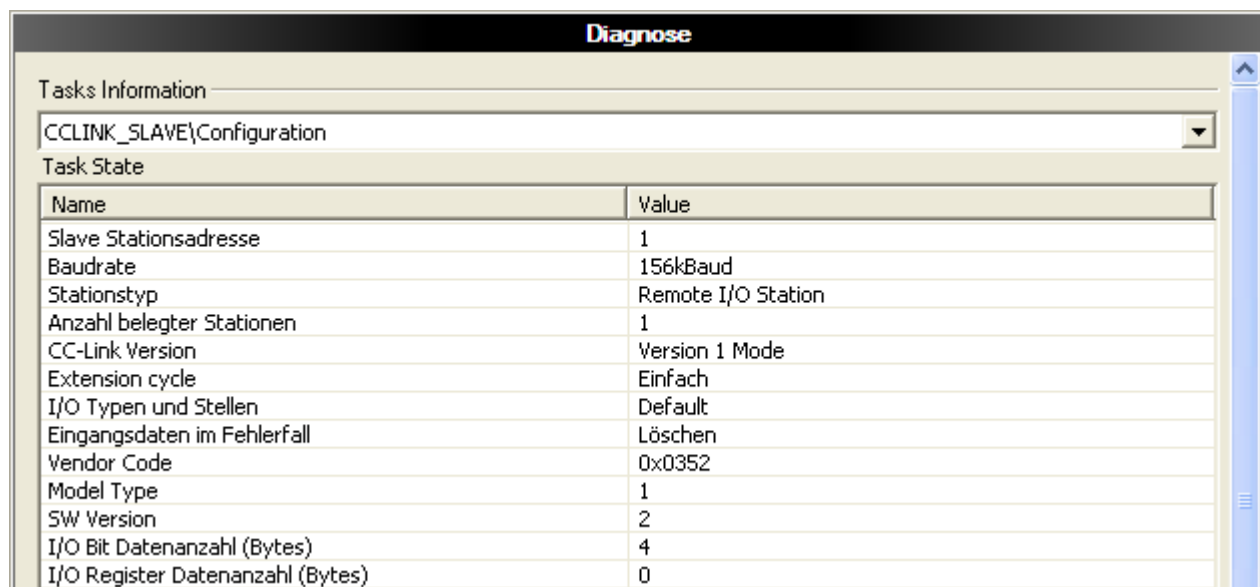 Diagnose
Tasks Information
CCLINK_SLAVE\Configuration
Task State
Name Value
Slave Stationsadresse 1
Baudrate 156kBaud
Stationstyp Remote I/O Station
Anzahl belegter Stationen 1
CC-Link Version Version 1 Mode
Extension cycle Einfach
I/O Typen und Stellen Default
Eingangsdaten im Fehlerfall Löschen
Vendor Code 0x0352
Model Type 1
SW Version 2
I/O Bit Datenanzahl (Bytes) 4
I/O Register Datenanzahl (Bytes) 0